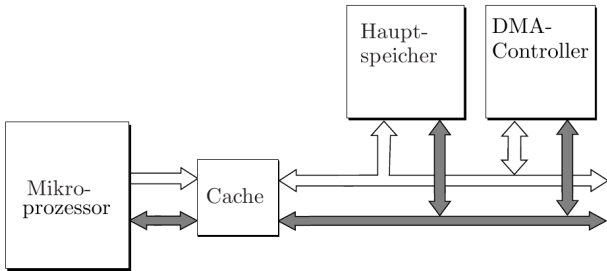 Haupt-
speicher
DMA-
Controller
Mikro-
prozessor
Cache